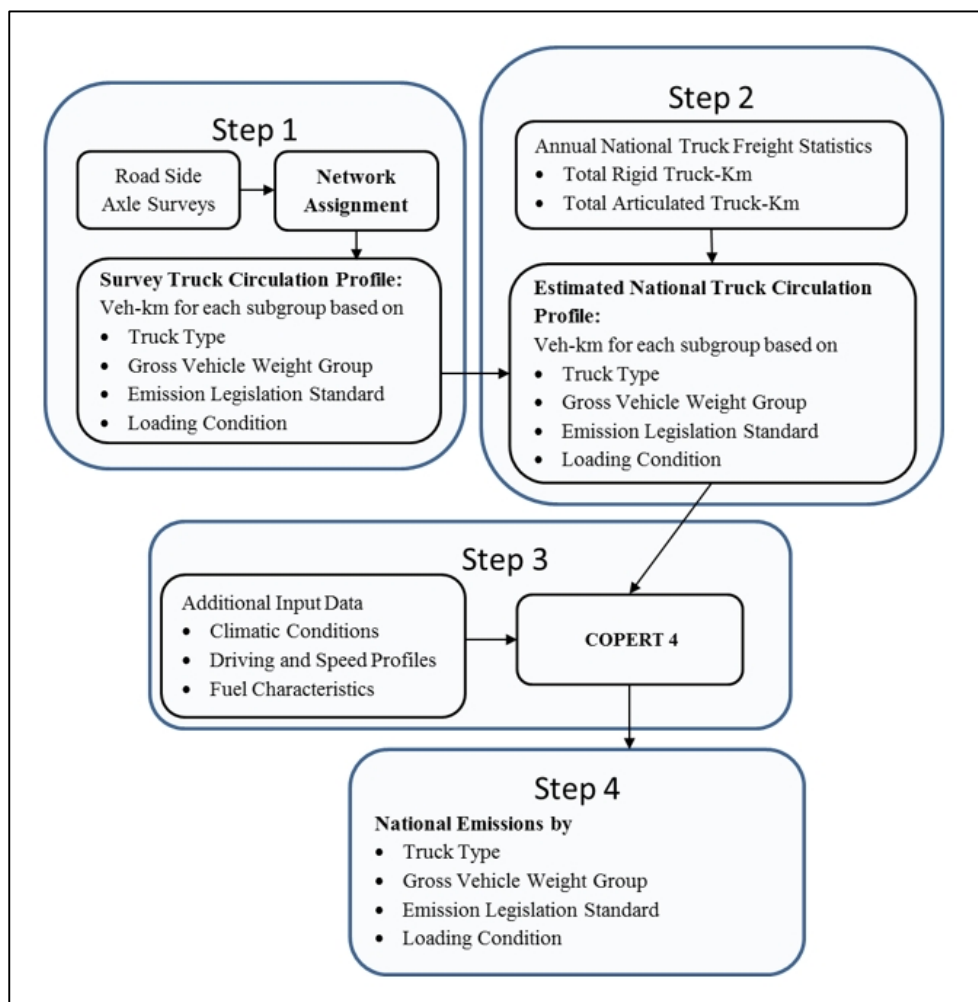 Step 1
Road Side
Axle Surveys
Network
Assignment
Survey Truck Circulation Profile:
Veh-km for each subgroup based on
• Truck Type
• Gross Vehicle Weight Group
• Emission Legislation Standard
• Loading Condition
Step 2
Annual National Truck Freight Statistics
• Total Rigid Truck-Km
• Total Articulated Truck-Km
Estimated National Truck Circulation
Profile:
Veh-km for each subgroup based on
• Truck Type
• Gross Vehicle Weight Group
• Emission Legislation Standard
• Loading Condition
Step 3
Additional Input Data
• Climatic Conditions
• Driving and Speed Profiles
• Fuel Characteristics
COPERT 4
Step 4
National Emissions by
• Truck Type
• Gross Vehicle Weight Group
• Emission Legislation Standard
• Loading Condition